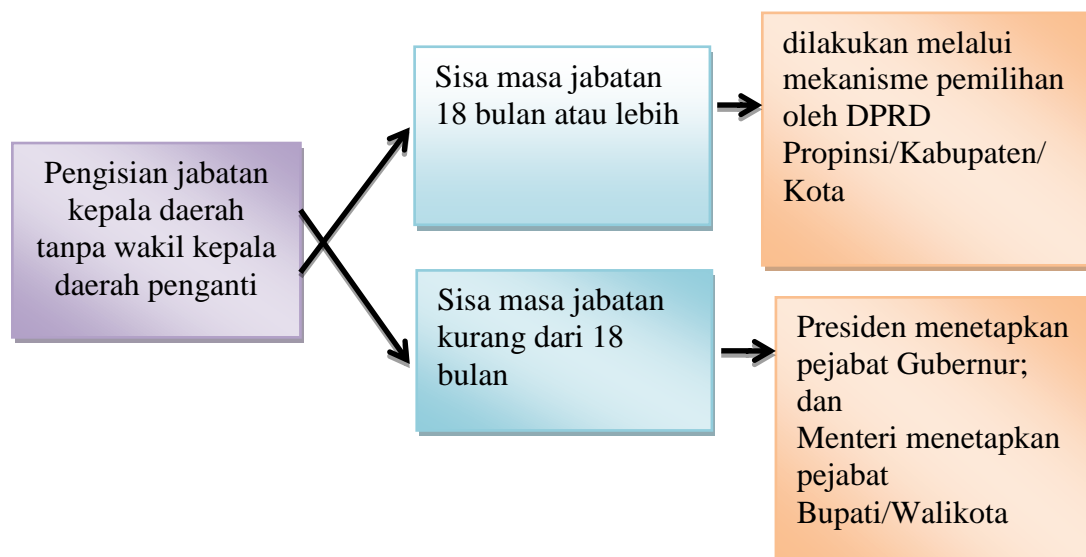 Pengisian jabatan
kepala daerah
tanpa wakil kepala
daerah penganti
Sisa masa jabatan
18 bulan atau lebih
dilakukan melalui
mekanisme pemilihan
oleh DPRD
Propinsi/Kabupaten/
Kota
Sisa masa jabatan
kurang dari 18
bulan
Presiden menetapkan
pejabat Gubernur;
dan
Menteri menetapkan
pejabat
Bupati/Walikota